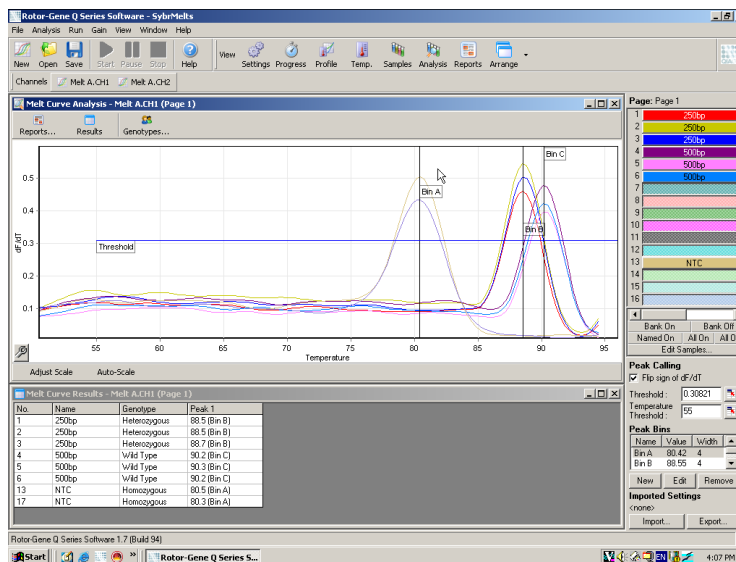 Rotor-Gene Q Series Software - SybrMelts
File Analysis Run Gain View Window Help
New Open Save Start Pause Stop Help View Settings Progress Profile Temp. Samples Analysis Reports Arrange
Channels Melt A.CH1 Melt A.CH2
Melt Curve Analysis - Melt A.CH1 (Page 1)
Reports... Results Genotypes...
Bin C
Bin A
Bin B
Threshold
dF/dT
0.5
0.4
0.3
0.2
0.1
55 60 65 70 75 80 85 90 95
Temperature
Adjust Scale Auto-Scale
Melt Curve Results - Melt A.CH1 (Page 1)
No. Name Genotype Peak 1
1 250bp Heterozygous 88.5 (Bin B)
2 250bp Heterozygous 88.5 (Bin B)
3 250bp Heterozygous 88.7 (Bin B)
4 500bp Wild Type 90.2 (Bin C)
5 500bp Wild Type 90.3 (Bin C)
6 500bp Wild Type 90.2 (Bin C)
13 NTC Homozygous 80.5 (Bin A)
17 NTC Homozygous 80.3 (Bin A)
Page: Page 1
1 250bp
2 250bp
3 250bp
4 500bp
5 500bp
6 500bp
7
8
9
10
11
12
13 NTC
14
15
16
Bank On Bank Off
Named On All On All O
Edit Samples...
Peak Calling
Flip sign of dF/dT
Threshold : 0.30821
Temperature
Threshold : 55
Peak Bins
Name Value Width
Bin A 80.42 4
Bin B 88.55 4
New Edit Remove
Imported Settings
<none>
Import... Export...
Rotor-Gene Q Series Software 1.7 (Build 94)
Start » Rotor-Gene Q Series S... EN 4:07 PM